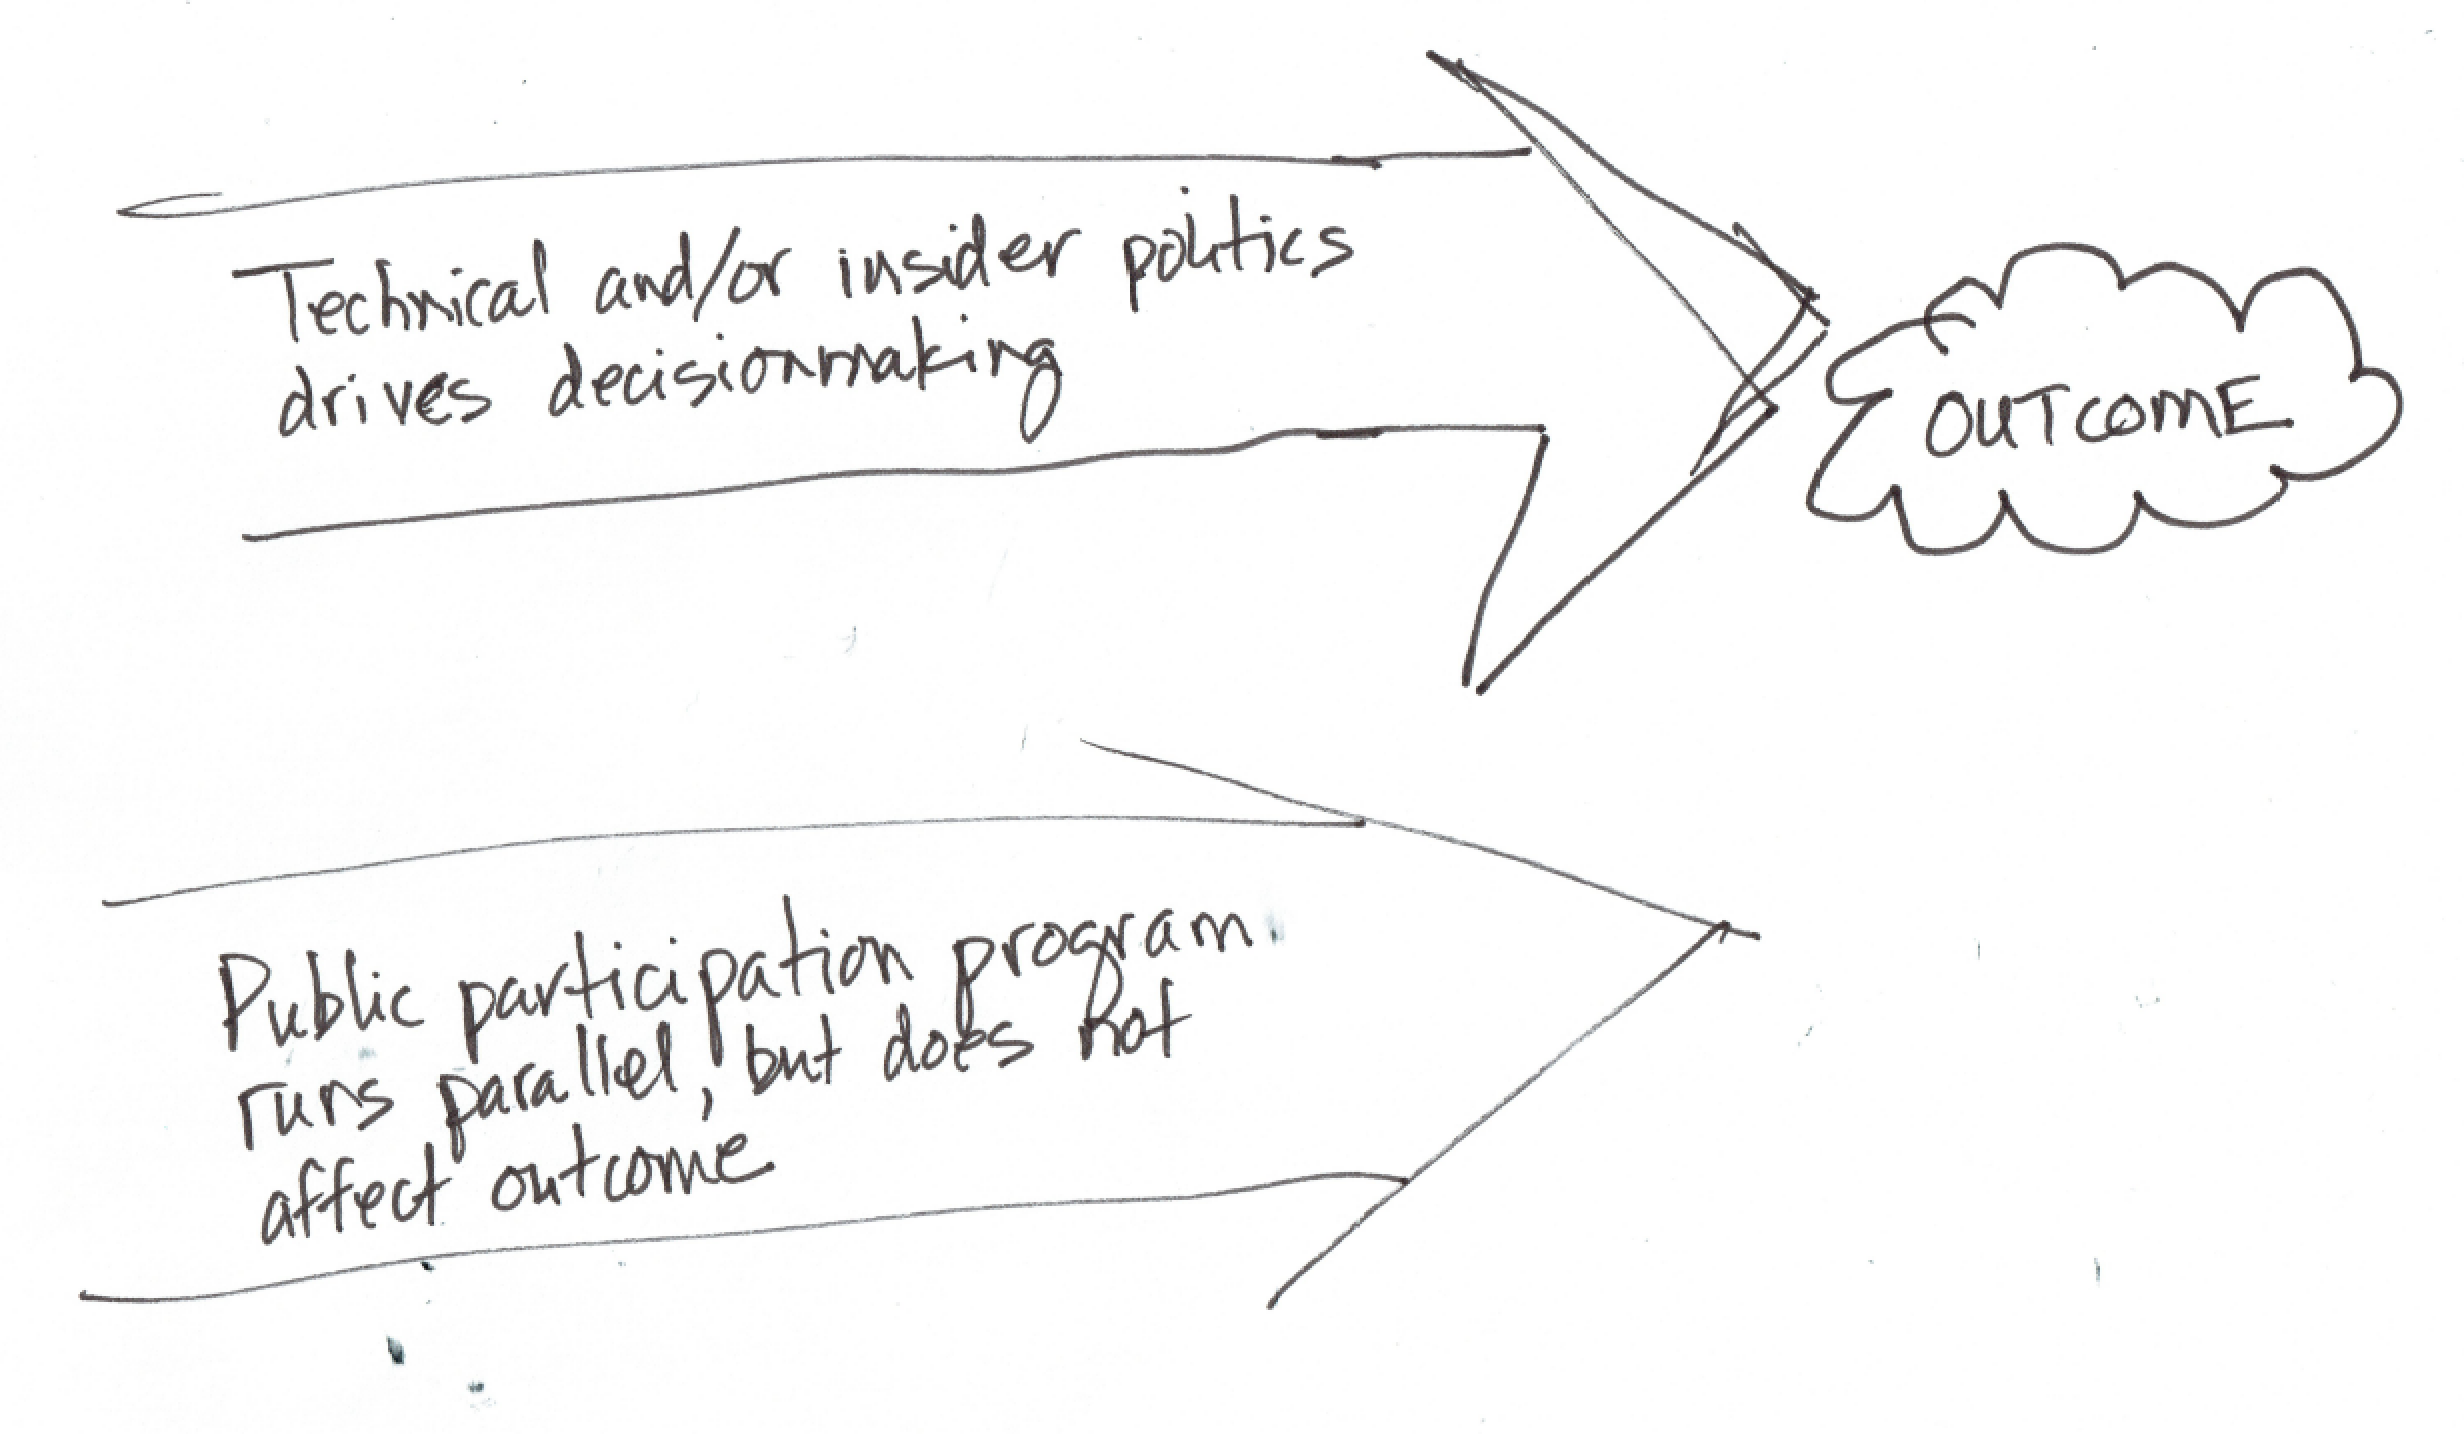 Technical and/or insider politics
drives decisionmaking
OUTCOME
Public participation program
runs parallel, but does not
affect outcome